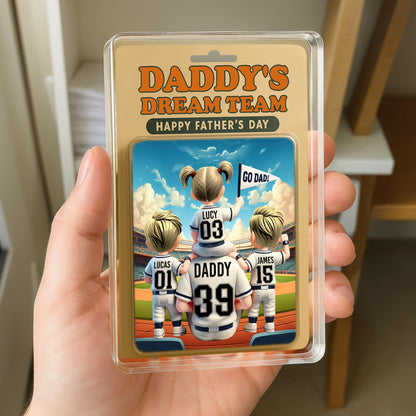 DADDY'S
DREAM TEAM
HAPPY FATHER'S DAY
GO DAD!
LUCY
03
LUCAS
01
DADDY
39
JAMES
15